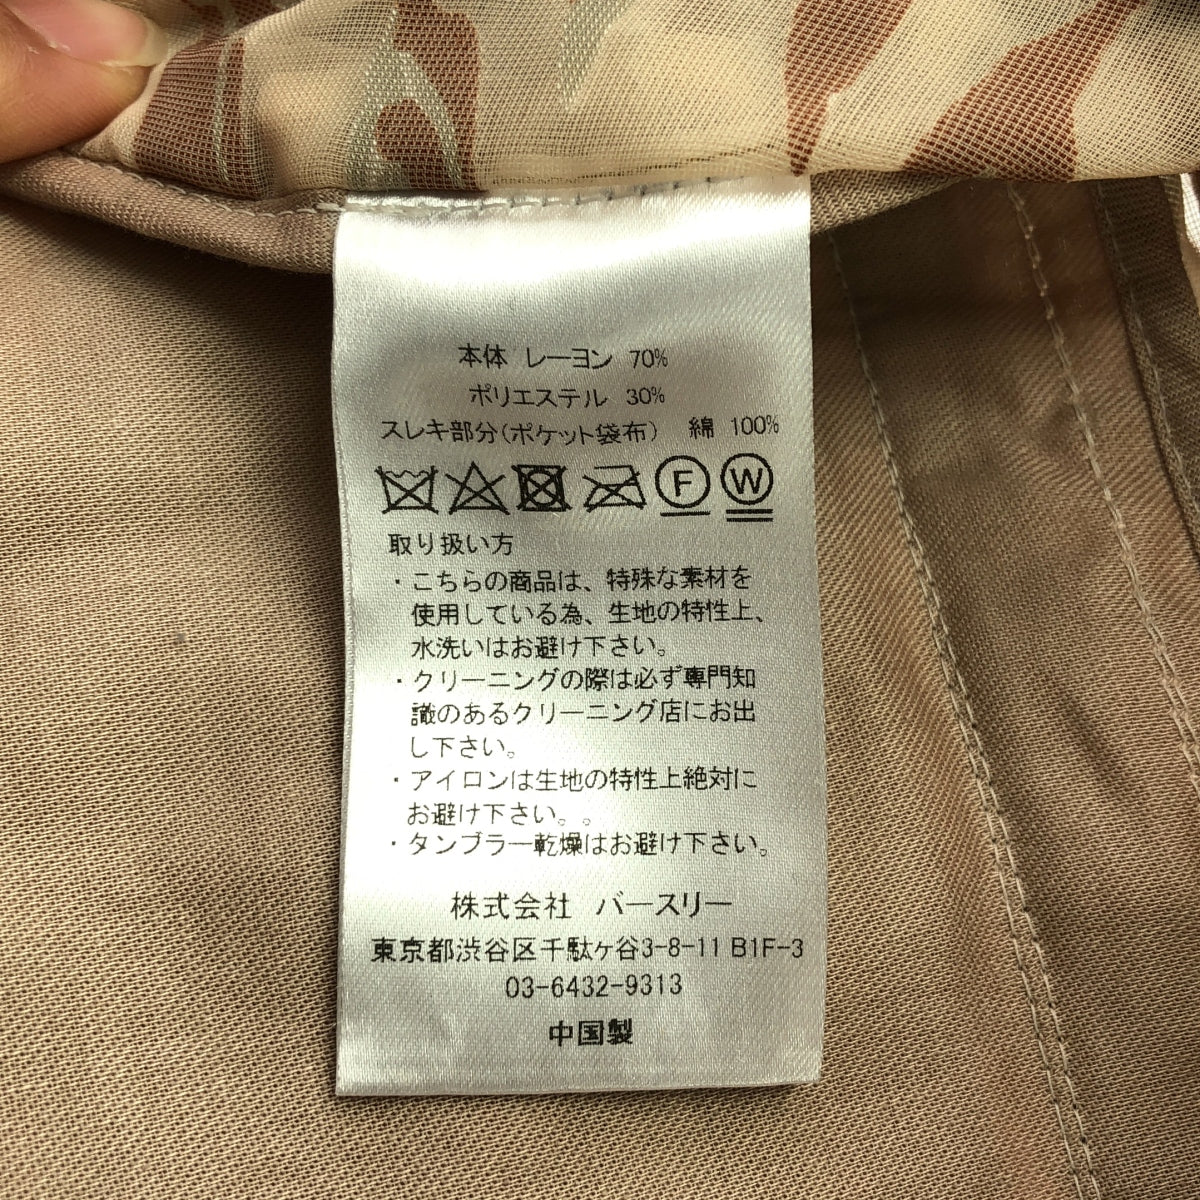 本体 レーヨン 70%
ポリエステル 30%
スレキ部分(ポケット袋布) 綿 100%
F W
取り扱い方
・こちらの商品は、特殊な素材を
使用している為、生地の特性上、
水洗いはお避け下さい。
・クリーニングの際は必ず専門知
識のあるクリーニング店にお出
し下さい。
・アイロンは生地の特性上絶対に
お避け下さい。。
・タンブラー乾燥はお避け下さい。
株式会社 バースリー
東京都渋谷区千駄ヶ谷3-8-11 B1F-3
03-6432-9313
中国製